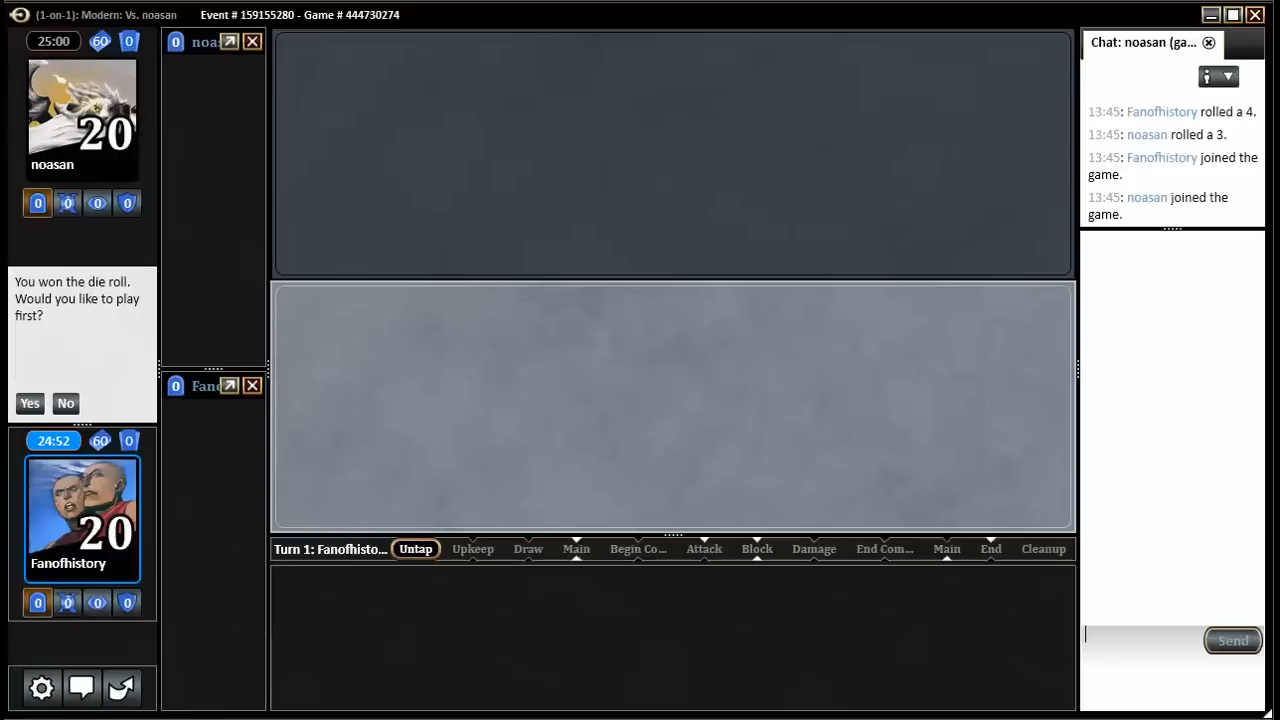 (1-on-1): Modern: Vs. noasan
Event # 159155280 - Game # 444730274
25:00 60 0
20
noasan
0 0 0 0
You won the die roll.
Would you like to play
first?
Yes No
24:52 60 0
20
Fanofhistory
0 0 0 0
0 noa
0 Fan
Turn 1: Fanofhisto... Untap Upkeep Draw Main Begin Co... Attack Block Damage End Com... Main End Cleanup
Chat: noasan (ga...
13:45: Fanofhistory rolled a 4.
13:45: noasan rolled a 3.
13:45: Fanofhistory joined the
game.
13:45: noasan joined the
game.
Send